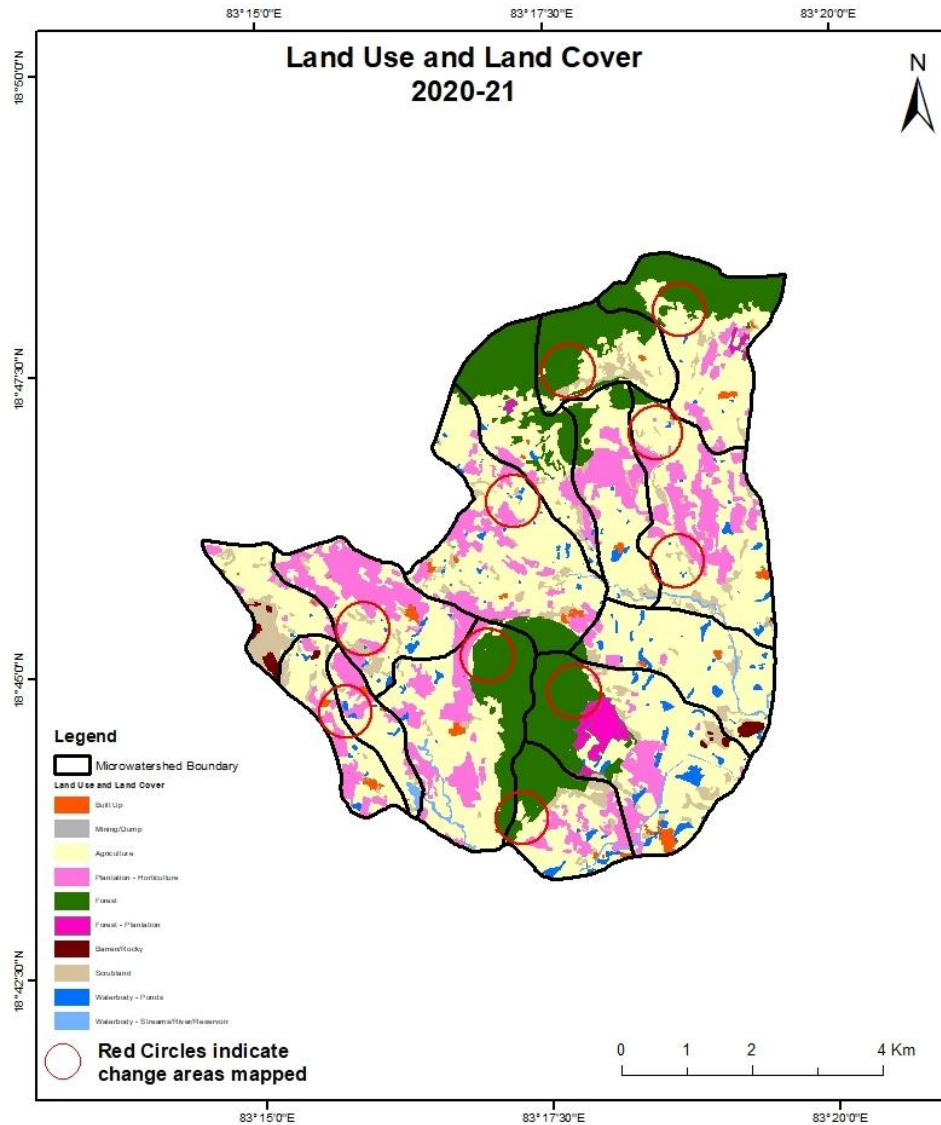 83°15'0"E
83°17'30"E
83°20'0"E
Land Use and Land Cover
2020-21
N
18°50'0"N
18°47'30"N
18°45'0"N
18°42'30"N
Legend
Microwatershed Boundary
Land Use and Land Cover
Built Up
Mining/Dump
Agriculture
Plantation - Horticulture
Forest
Forest - Plantation
Barren/Rocky
Scrubland
Waterbody - Ponds
Waterbody - Streams/River/Reservoir
Red Circles indicate
change areas mapped
0 1 2 4 Km
83°15'0"E
83°17'30"E
83°20'0"E